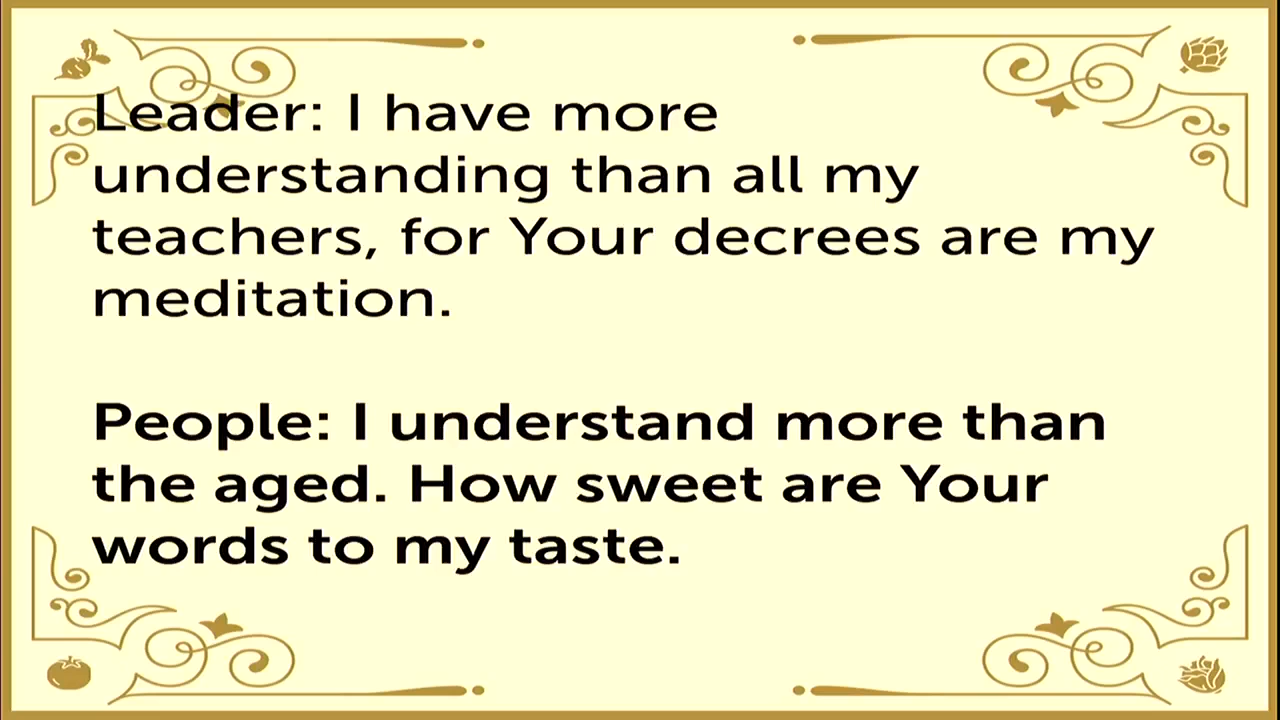 Leader: I have more
understanding than all my
teachers, for Your decrees are my
meditation.
People: I understand more than
the aged. How sweet are Your
words to my taste.